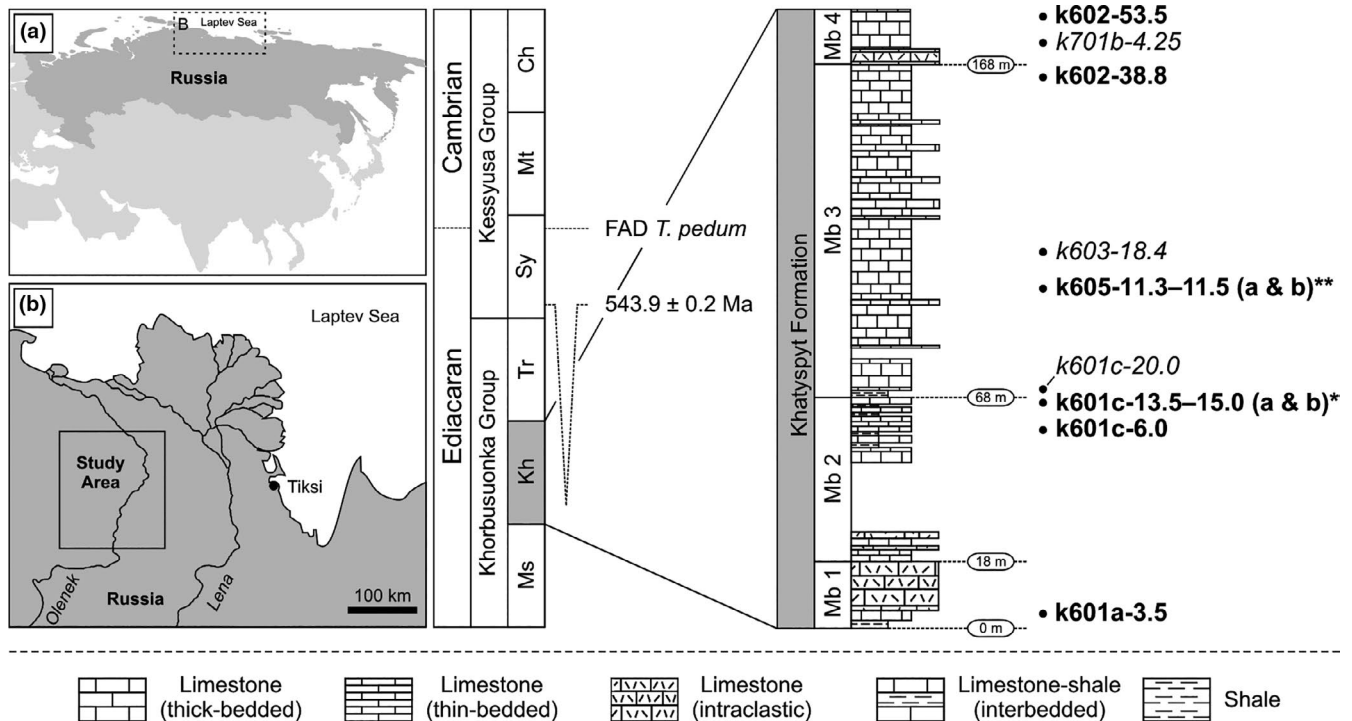 (a)
B
Laptev Sea
Russia
(b)
Laptev Sea
Study
Area
Tiksi
Olenek
Russia
Lena
100 km
Cambrian
Ediacaran
Kessyusa Group
Khorbusuonka Group
Ch
Mt
Sy
Tr
Kh
Ms
FAD T. pedum
543.9 ± 0.2 Ma
Khatyspyt Formation
Mb 4
Mb 3
Mb 2
Mb 1
168 m
68 m
18 m
0 m
k602-53.5
k701b-4.25
k602-38.8
k603-18.4
k605-11.3–11.5 (a & b)**
k601c-20.0
k601c-13.5–15.0 (a & b)*
k601c-6.0
k601a-3.5
Limestone
(thick-bedded)
Limestone
(thin-bedded)
Limestone
(intraclastic)
Limestone-shale
(interbedded)
Shale